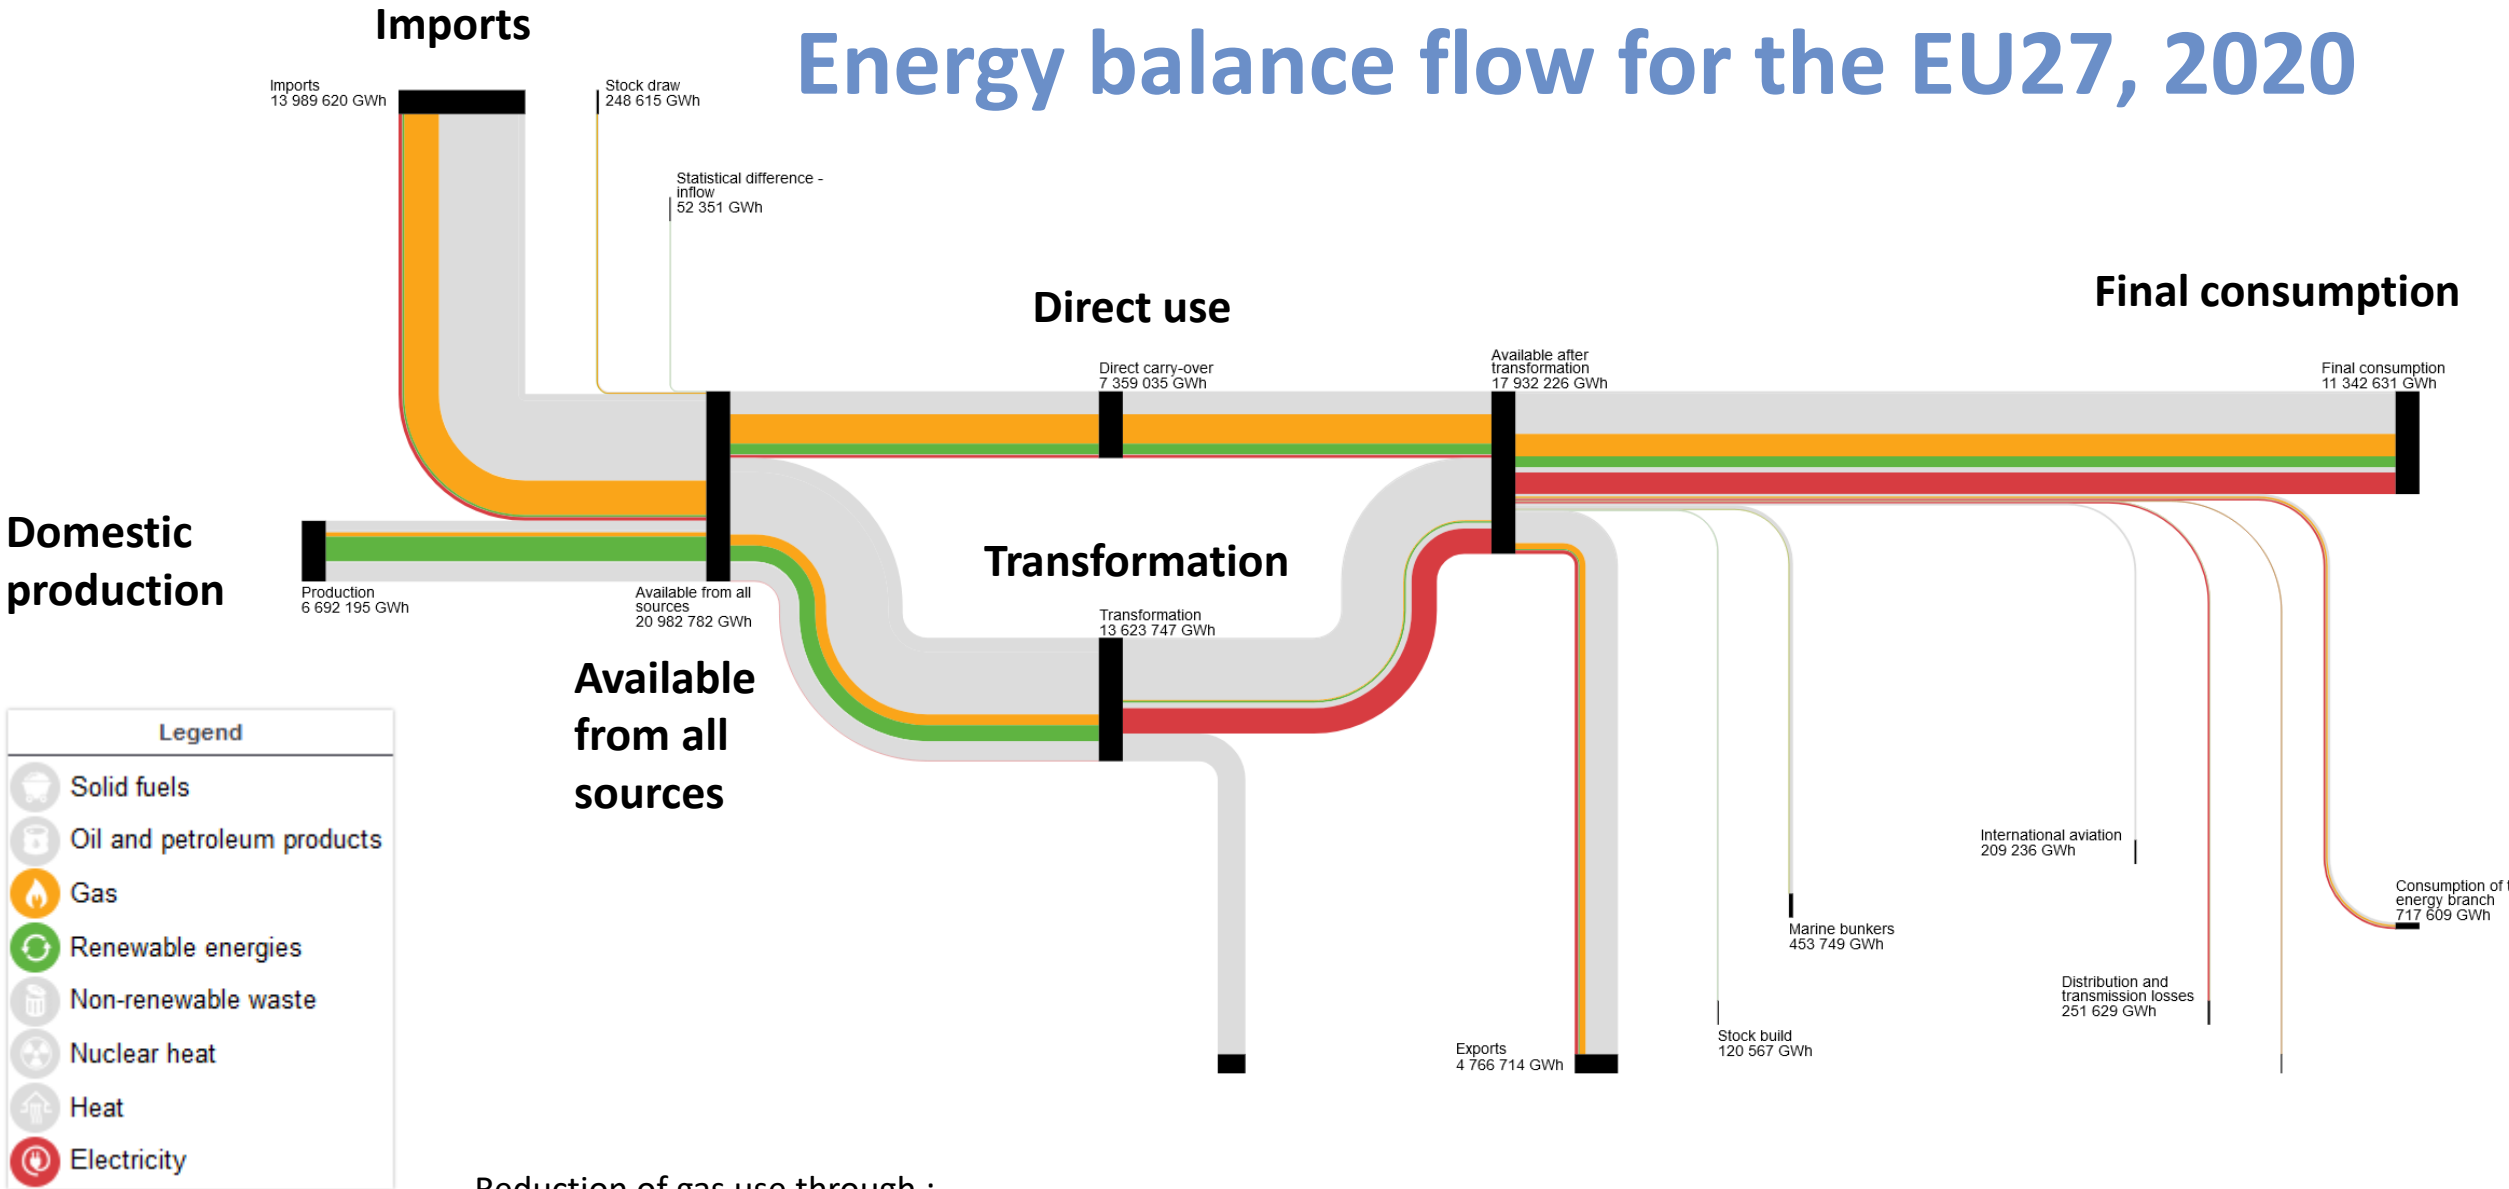 Imports
Energy balance flow for the EU27, 2020
Imports
13 989 620 GWh
Stock draw
248 615 GWh
Statistical difference -
inflow
52 351 GWh
Direct use
Final consumption
Direct carry-over
7 359 035 GWh
Available after
transformation
17 932 226 GWh
Final consumption
11 342 631 GWh
Domestic
production
Production
6 692 195 GWh
Available from all
sources
20 982 782 GWh
Transformation
Transformation
13 623 747 GWh
Available
from all
sources
Legend
Solid fuels
Oil and petroleum products
Gas
Renewable energies
Non-renewable waste
Nuclear heat
Heat
Electricity
International aviation
209 236 GWh
Consumption of t
energy branch
717 609 GWh
Marine bunkers
453 749 GWh
Distribution and
transmission losses
251 629 GWh
Stock build
120 567 GWh
Exports
4 766 714 GWh
Reduction of gas use through :